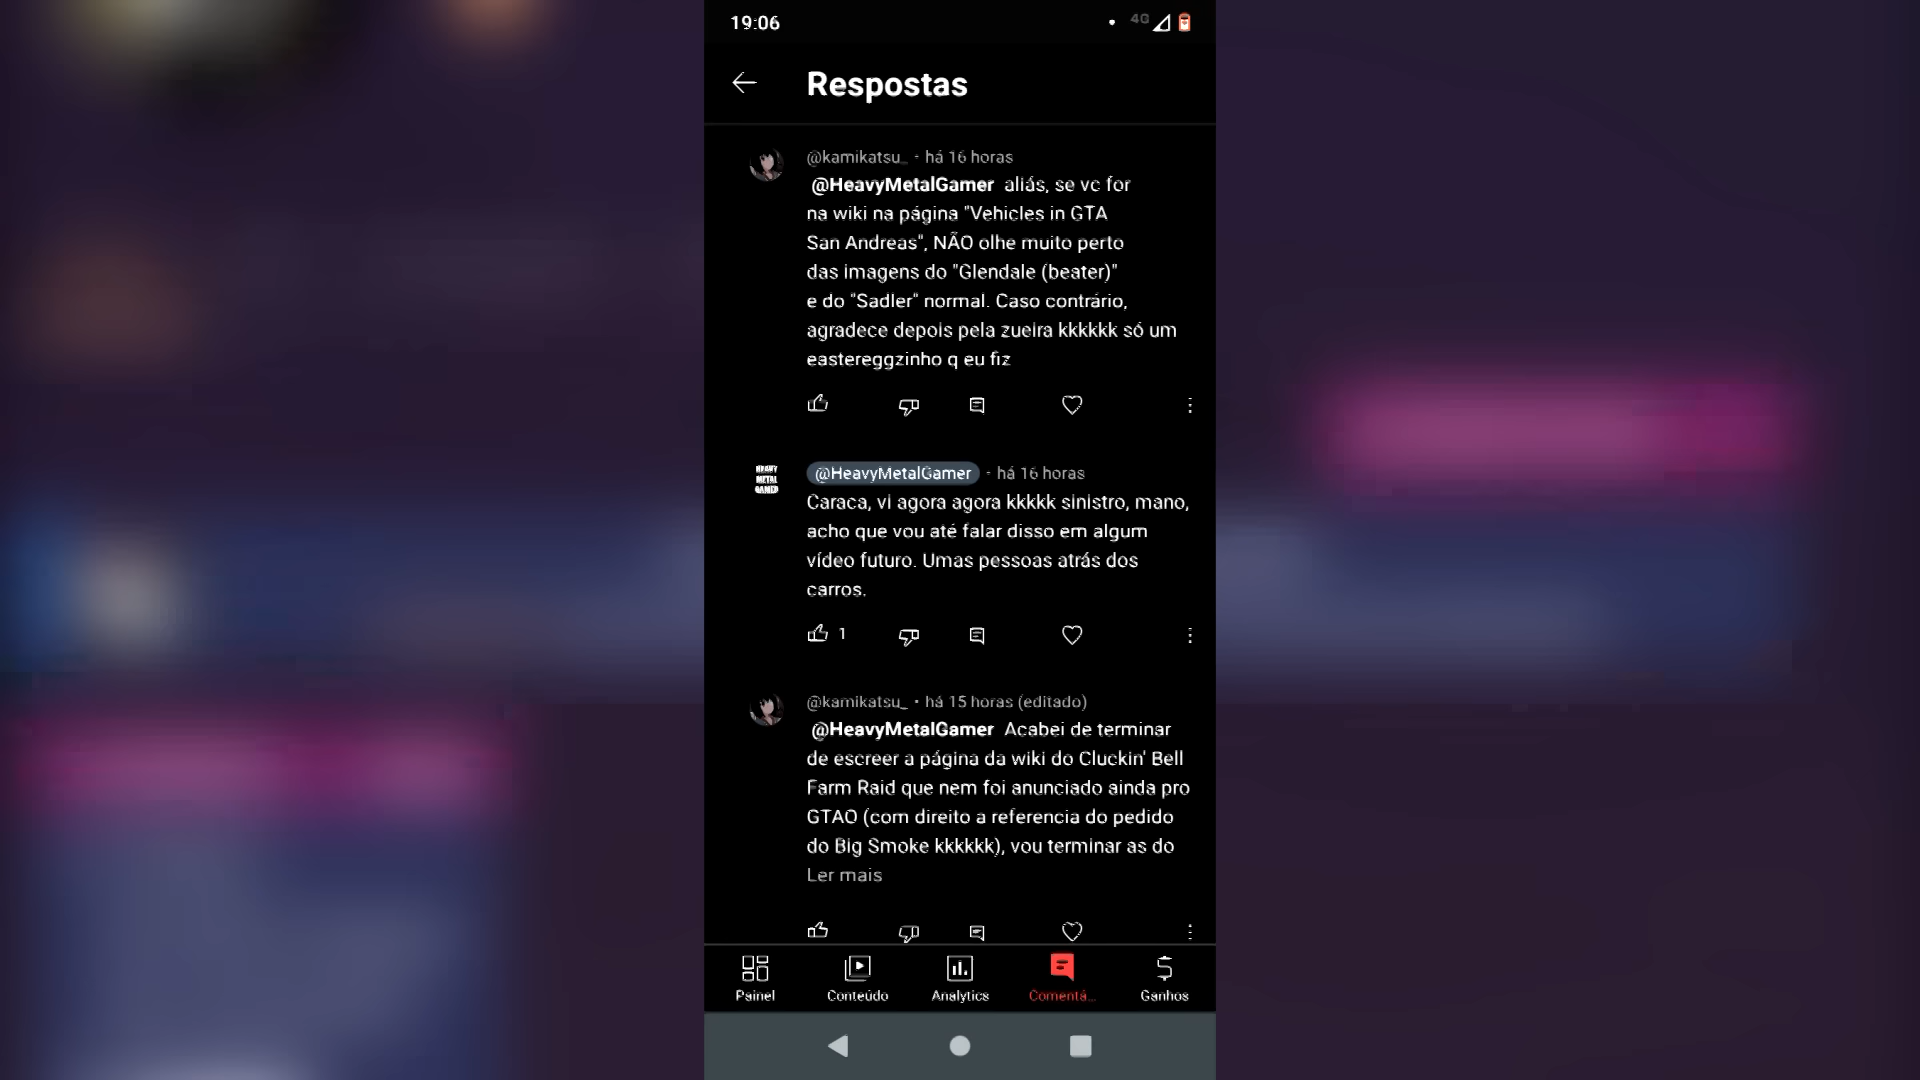 19:06
4G
Respostas
@kamikatsu_ · há 16 horas
@HeavyMetalGamer aliás, se vc for
na wiki na página "Vehicles in GTA
San Andreas", NÃO olhe muito perto
das imagens do "Glendale (beater)"
e do "Sadler" normal. Caso contrário,
agradece depois pela zueira kkkkkk só um
eastereggzinho q eu fiz
HEAVY
METAL
GAMER
@HeavyMetalGamer · há 16 horas
Caraca, vi agora agora kkkkk sinistro, mano,
acho que vou até falar disso em algum
vídeo futuro. Umas pessoas atrás dos
carros.
1
@kamikatsu_ · há 15 horas (editado)
@HeavyMetalGamer Acabei de terminar
de escreer a página da wiki do Cluckin' Bell
Farm Raid que nem foi anunciado ainda pro
GTAO (com direito a referencia do pedido
do Big Smoke kkkkkk), vou terminar as do
Ler mais
Painel
Conteúdo
Analytics
Comentá...
Ganhos